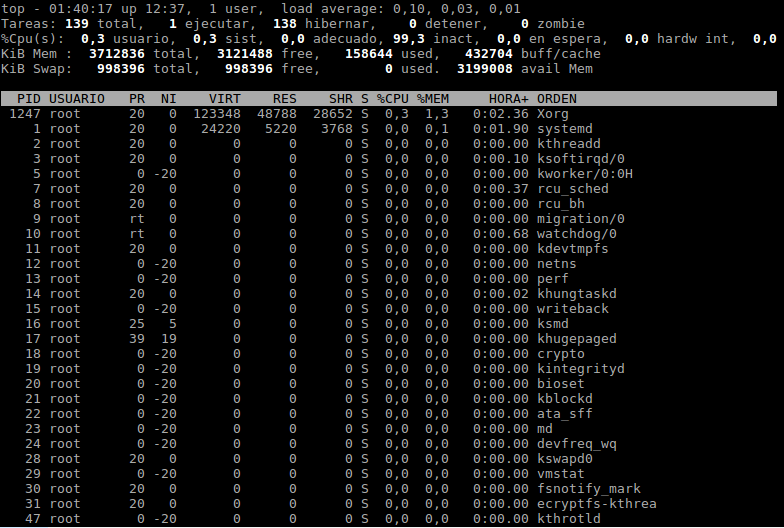 top - 01:40:17 up 12:37,  1 user,  load average: 0,10, 0,03, 0,01
Tareas: 139 total,   1 ejecutar, 138 hibernar,   0 detener,   0 zombie
%Cpu(s):  0,3 usuario,  0,3 sist,  0,0 adecuado, 99,3 inact,  0,0 en espera,  0,0 hardw int,  0,0
KiB Mem :  3712836 total,  3121488 free,   158644 used,   432704 buff/cache
KiB Swap:   998396 total,   998396 free,        0 used.  3199008 avail Mem
PID USUARIO   PR  NI    VIRT    RES    SHR S %CPU %MEM     HORA+ ORDEN
1247 root      20   0  123348  48788  28652 S  0,3  1,3   0:02.36 Xorg
1 root      20   0   24220   5220   3768 S  0,0  0,1   0:01.90 systemd
2 root      20   0       0      0      0 S  0,0  0,0   0:00.00 kthreadd
3 root      20   0       0      0      0 S  0,0  0,0   0:00.10 ksoftirqd/0
5 root       0 -20       0      0      0 S  0,0  0,0   0:00.00 kworker/0:0H
7 root      20   0       0      0      0 S  0,0  0,0   0:00.37 rcu_sched
8 root      20   0       0      0      0 S  0,0  0,0   0:00.00 rcu_bh
9 root      rt   0       0      0      0 S  0,0  0,0   0:00.00 migration/0
10 root      rt   0       0      0      0 S  0,0  0,0   0:00.68 watchdog/0
11 root      20   0       0      0      0 S  0,0  0,0   0:00.00 kdevtmpfs
12 root       0 -20       0      0      0 S  0,0  0,0   0:00.00 netns
13 root       0 -20       0      0      0 S  0,0  0,0   0:00.00 perf
14 root      20   0       0      0      0 S  0,0  0,0   0:00.02 khungtaskd
15 root       0 -20       0      0      0 S  0,0  0,0   0:00.00 writeback
16 root      25   5       0      0      0 S  0,0  0,0   0:00.00 ksmd
17 root      39  19       0      0      0 S  0,0  0,0   0:00.00 khugepaged
18 root       0 -20       0      0      0 S  0,0  0,0   0:00.00 crypto
19 root       0 -20       0      0      0 S  0,0  0,0   0:00.00 kintegrityd
20 root       0 -20       0      0      0 S  0,0  0,0   0:00.00 bioset
21 root       0 -20       0      0      0 S  0,0  0,0   0:00.00 kblockd
22 root       0 -20       0      0      0 S  0,0  0,0   0:00.00 ata_sff
23 root       0 -20       0      0      0 S  0,0  0,0   0:00.00 md
24 root       0 -20       0      0      0 S  0,0  0,0   0:00.00 devfreq_wq
28 root      20   0       0      0      0 S  0,0  0,0   0:00.00 kswapd0
29 root       0 -20       0      0      0 S  0,0  0,0   0:00.00 vmstat
30 root      20   0       0      0      0 S  0,0  0,0   0:00.00 fsnotify_mark
31 root      20   0       0      0      0 S  0,0  0,0   0:00.00 ecryptfs-kthrea
47 root       0 -20       0      0      0 S  0,0  0,0   0:00.00 kthrotld